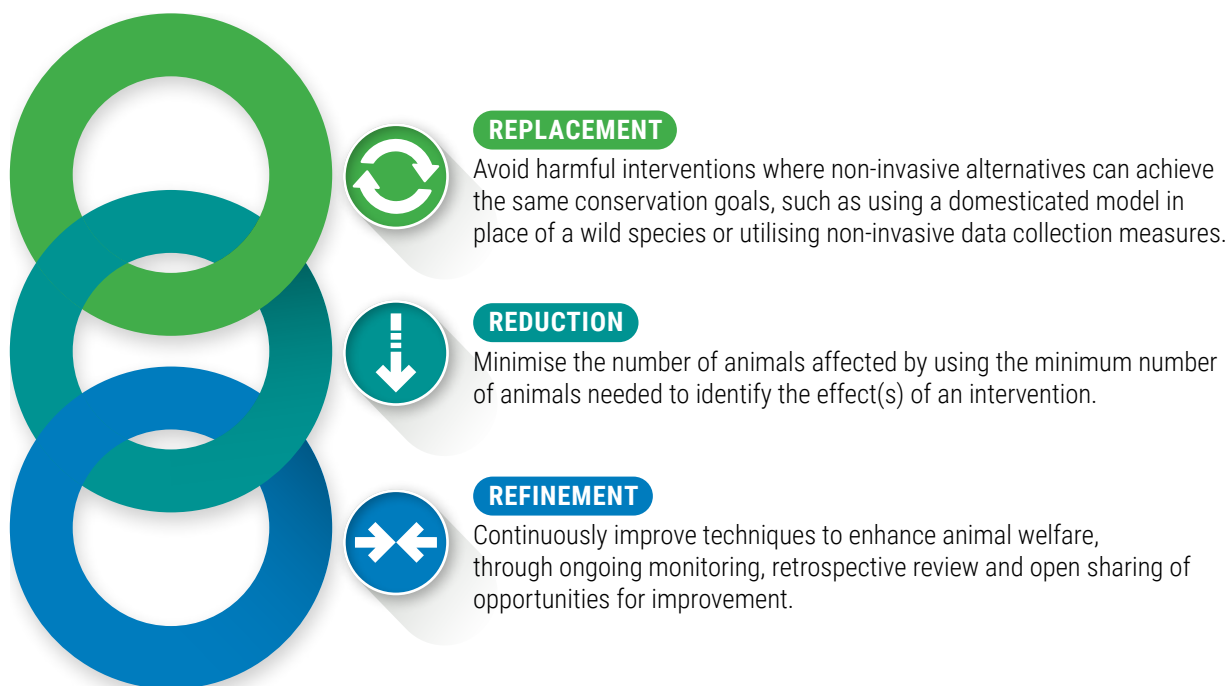 REPLACEMENT
Avoid harmful interventions where non-invasive alternatives can achieve
the same conservation goals, such as using a domesticated model in
place of a wild species or utilising non-invasive data collection measures.
REDUCTION
Minimise the number of animals affected by using the minimum number
of animals needed to identify the effect(s) of an intervention.
REFINEMENT
Continuously improve techniques to enhance animal welfare,
through ongoing monitoring, retrospective review and open sharing of
opportunities for improvement.